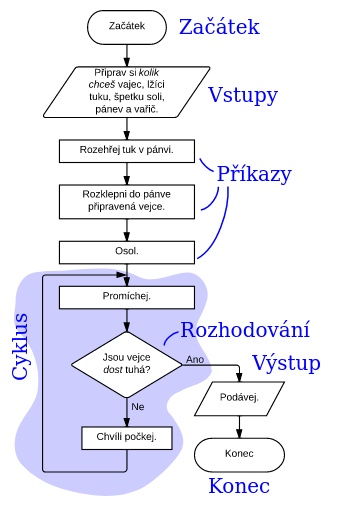 Začátek
Začátek
Připrav si kolik
chceš vajec, lžíci
tuku, špetku soli,
pánev a vařič.
Vstupy
Rozehřej tuk v pánvi.
Příkazy
Rozklepni do pánve
připravená vejce.
Osol.
Promíchej.
Cyklus
Rozhodování
Jsou vejce
dost tuhá?
Ano
Výstup
Podávej.
Ne
Chvíli počkej.
Konec
Konec